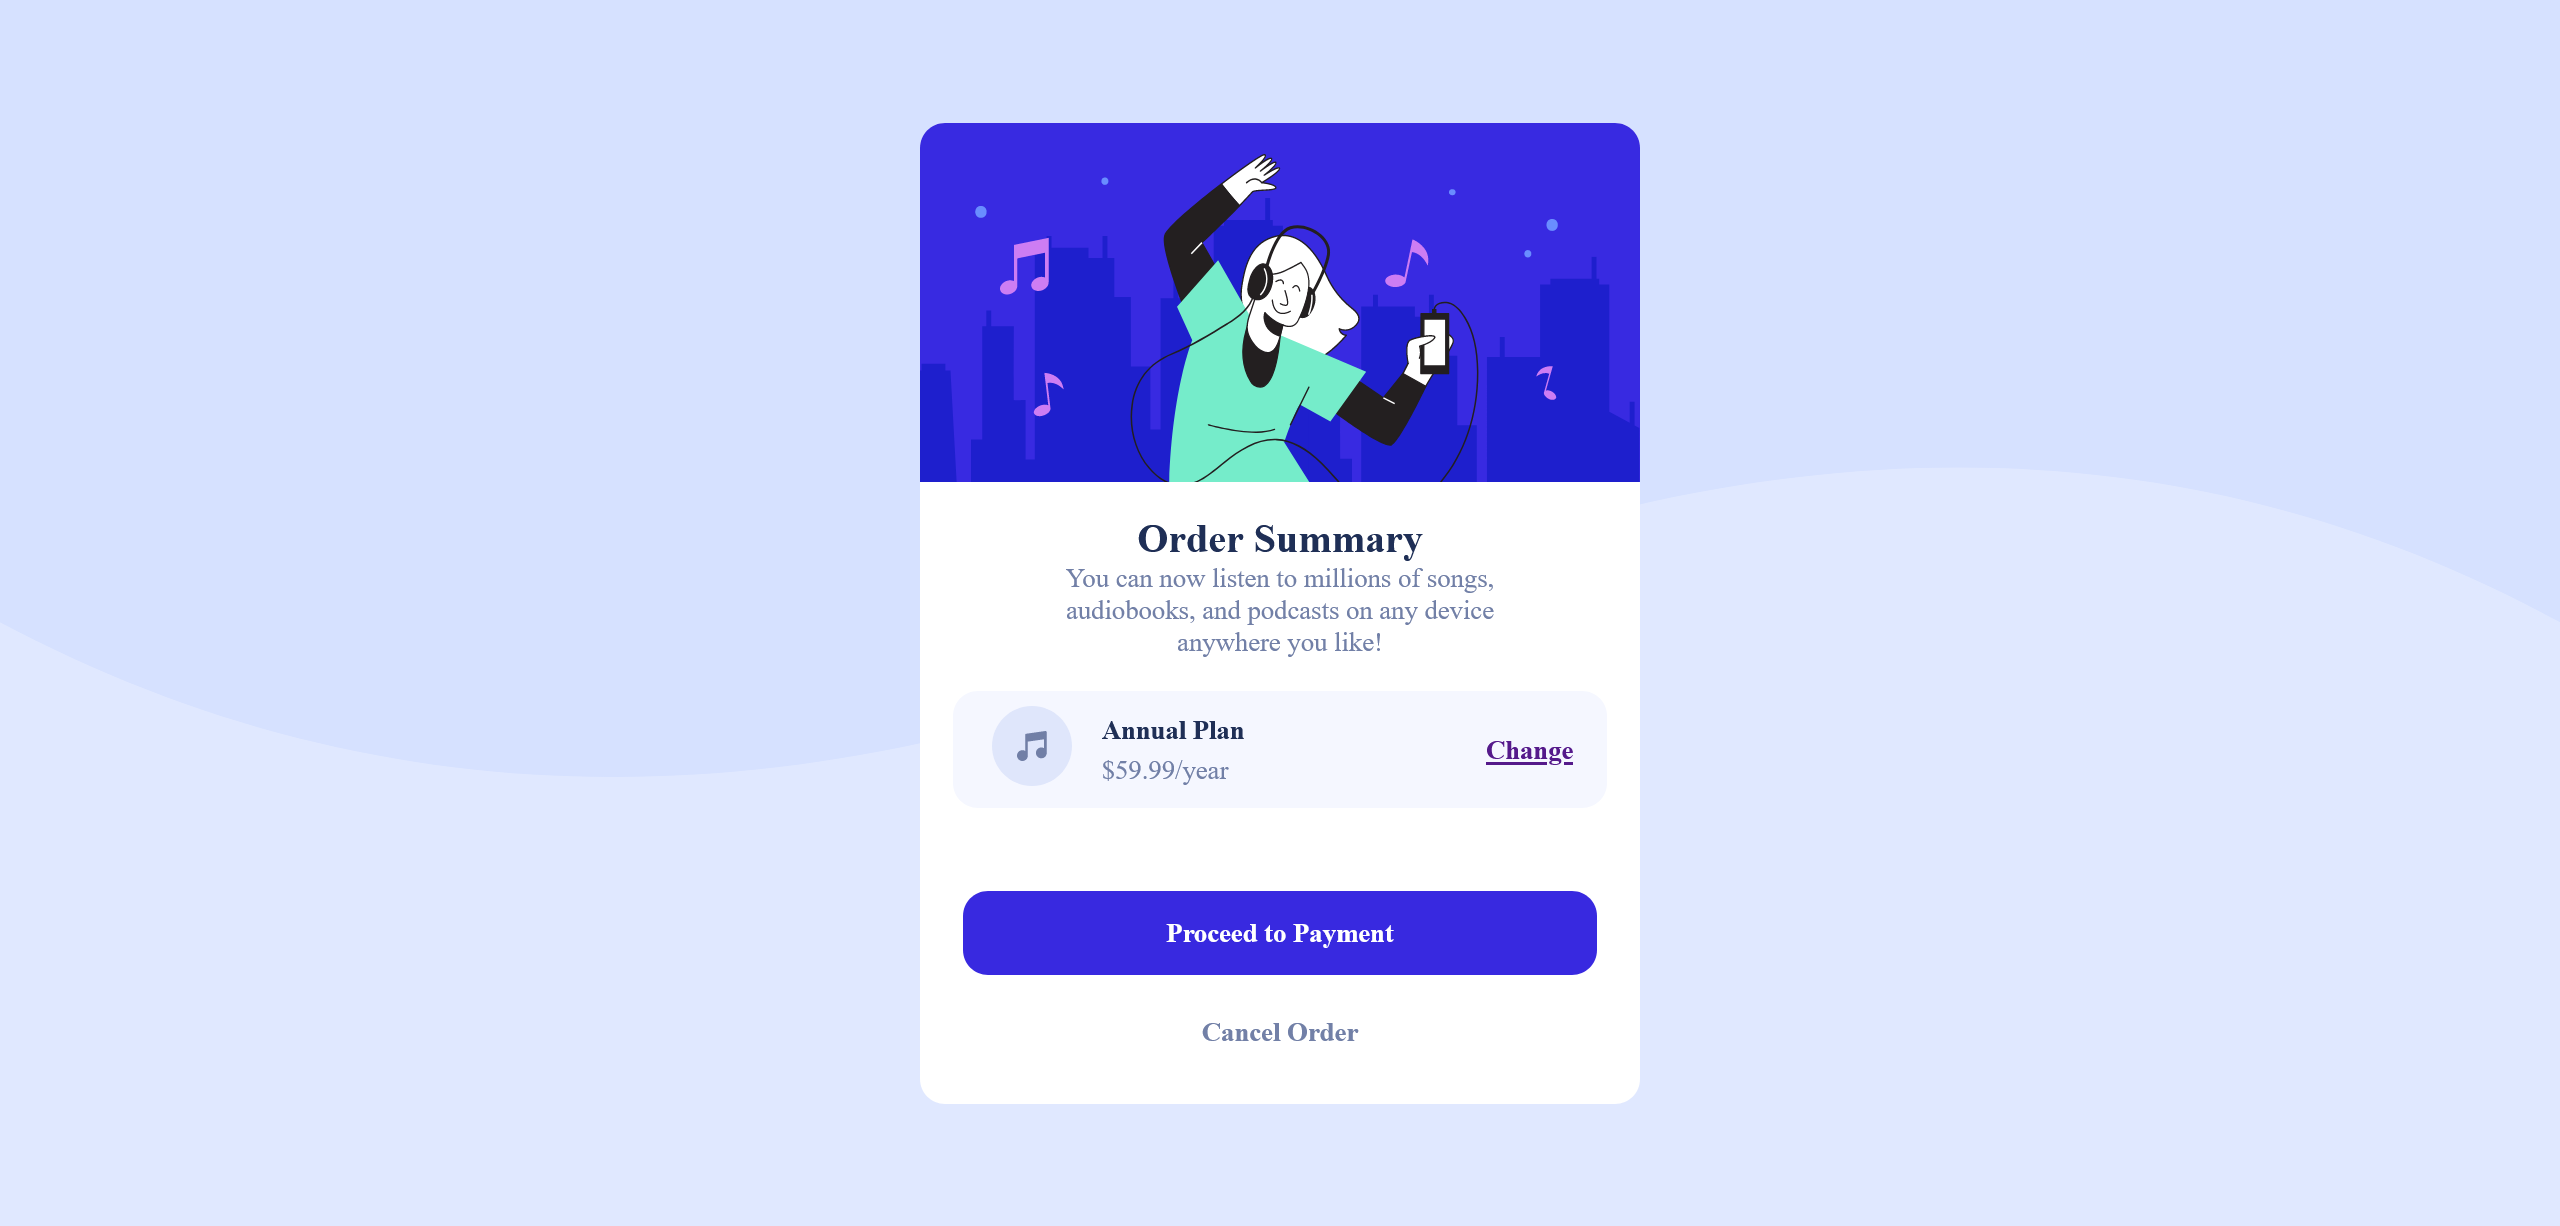 Order Summary
You can now listen to millions of songs,
audiobooks, and podcasts on any device
anywhere you like!
Annual Plan
$59.99/year
Change
Proceed to Payment
Cancel Order